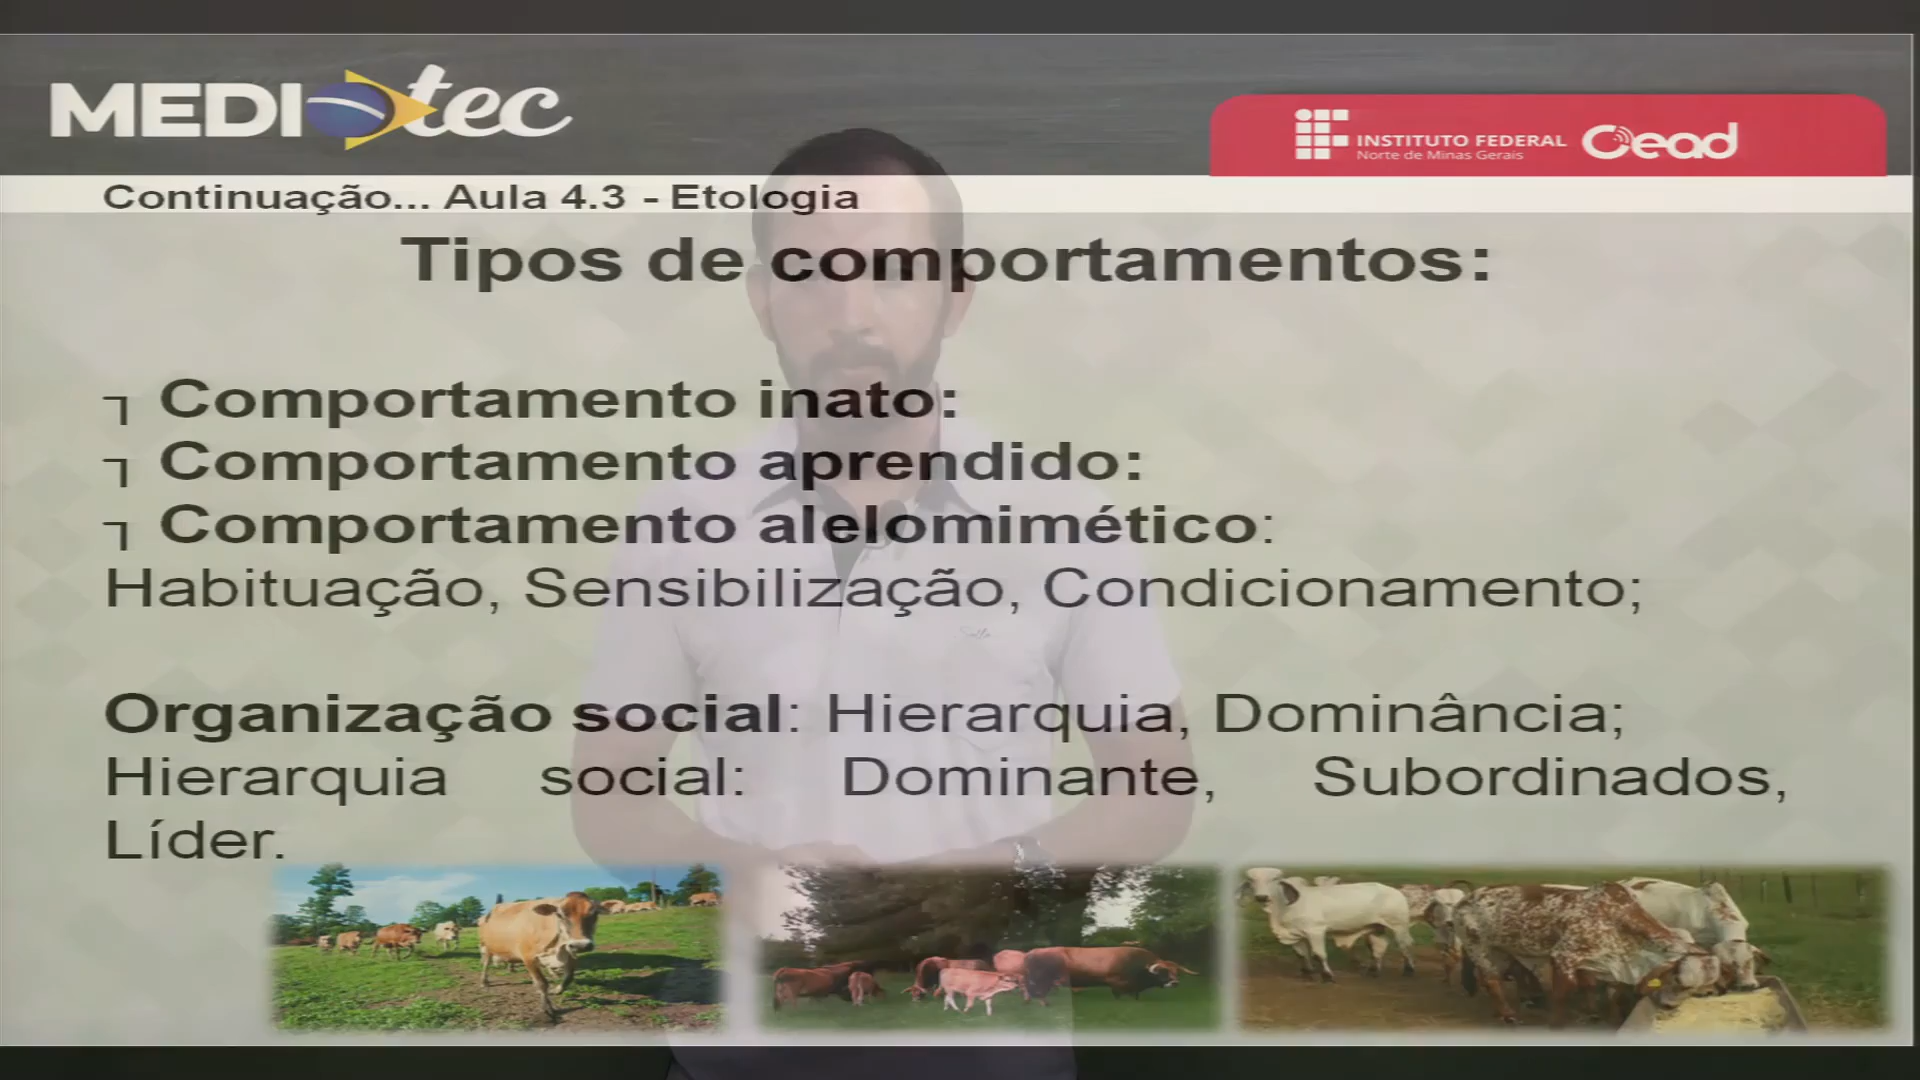 MEDIOtec
INSTITUTO FEDERAL
Norte de Minas Gerais
Cead
Continuação... Aula 4.3 - Etologia
Tipos de comportamentos:
Comportamento inato:
Comportamento aprendido:
Comportamento alelomimético:
Habituação, Sensibilização, Condicionamento;
Organização social: Hierarquia, Dominância;
Hierarquia social: Dominante, Subordinados,
Líder.